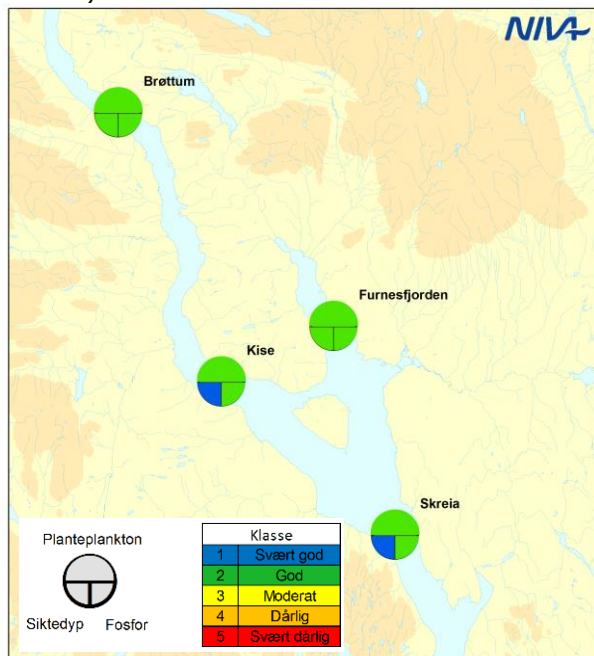 NIVA
Brøttum
Furnesfjorden
Kise
Skreia
Planteplankton
Siktedyp Fosfor
Klasse
1 Svært god
2 God
3 Moderat
4 Dårlig
5 Svært dårlig